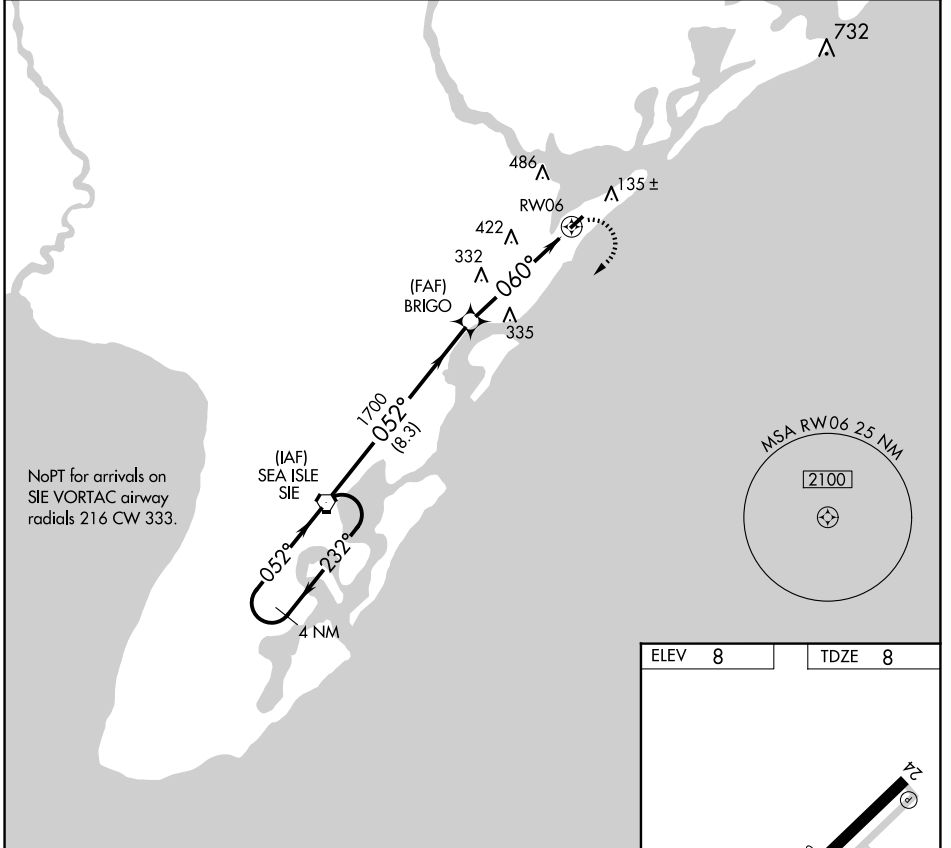 732
486
135 ±
RW06
422
332
060°
(FAF)
BRIGO
335
1700
052°
(8.3)
(IAF)
SEA ISLE
SIE
NoPT for arrivals on
SIE VORTAC airway
radials 216 CW 333.
052°
232°
4 NM
MSA RW06 25 NM
2100
ELEV 8
TDZE 8
24
P